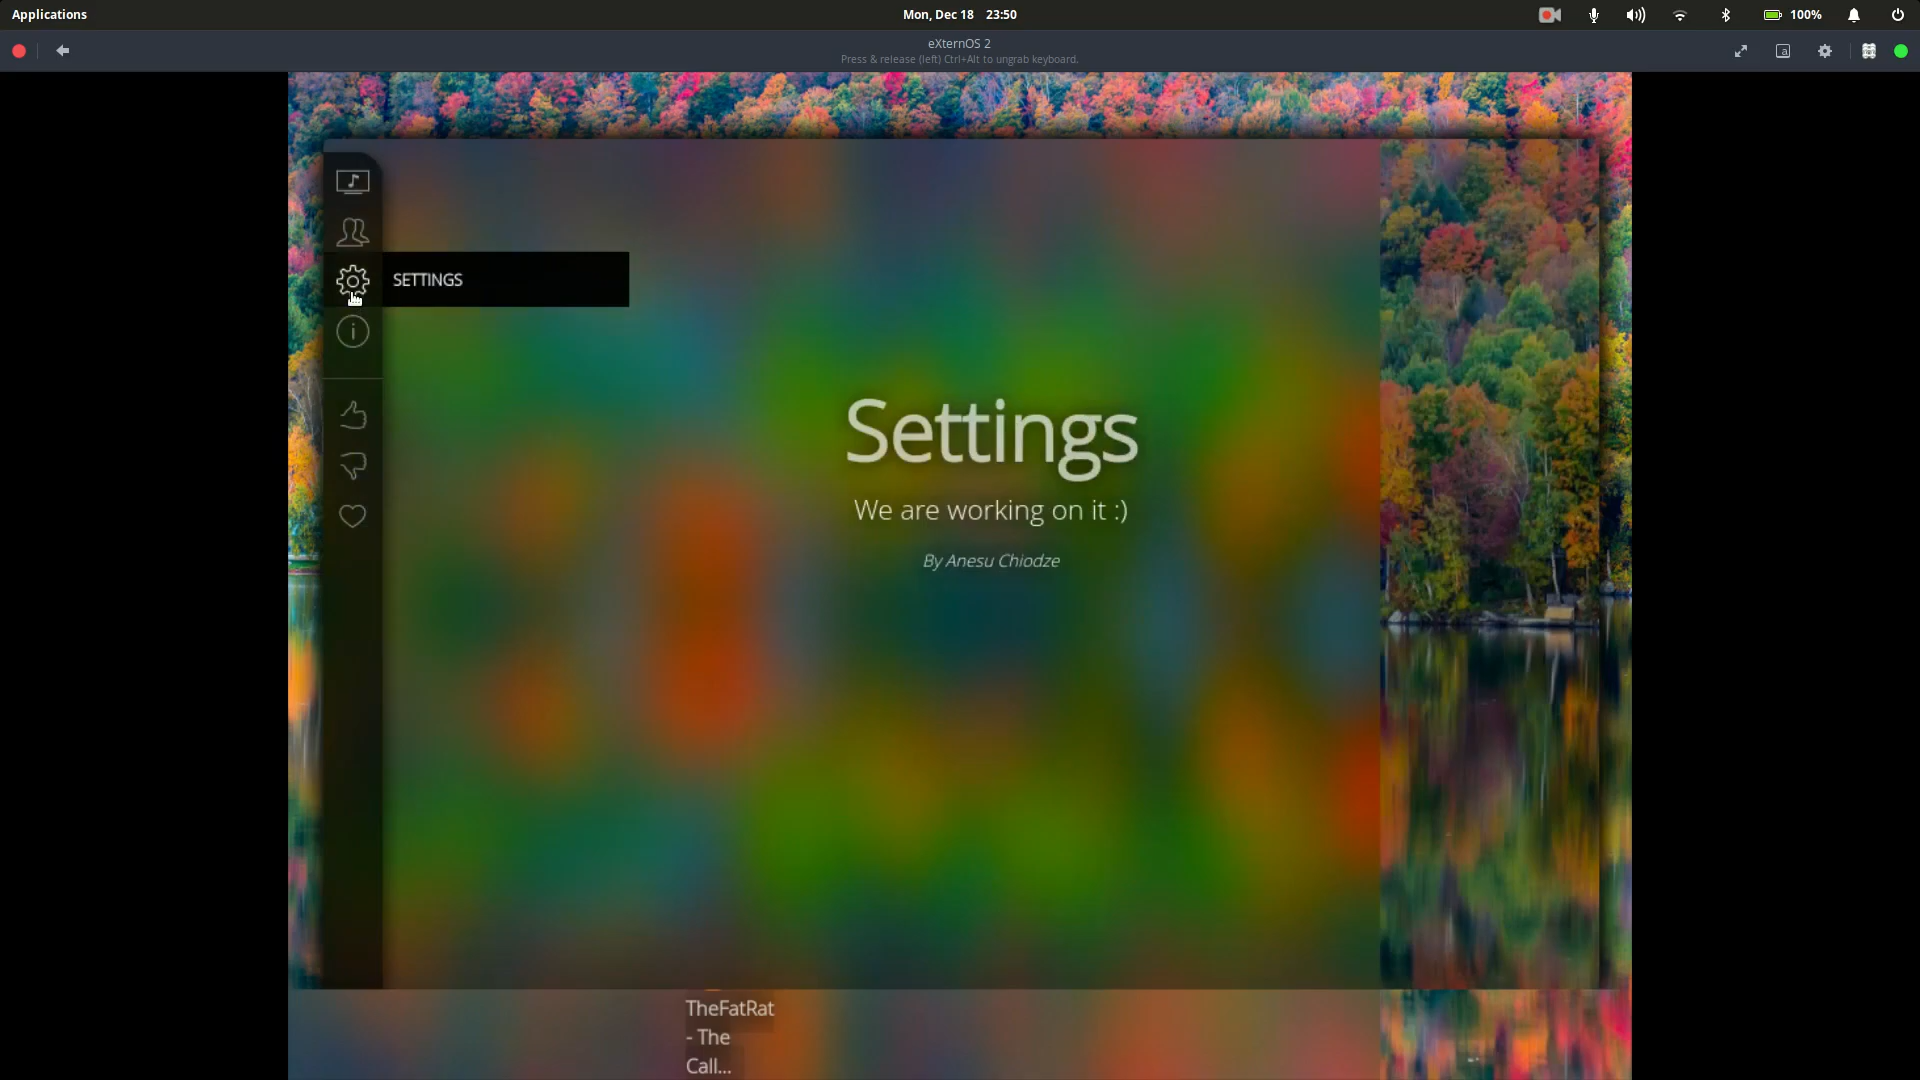 Applications
Mon, Dec 18 23:50
100%
eXternOS 2
Press & release (left) Ctrl+Alt to ungrab keyboard.
SETTINGS
Settings
We are working on it :)
By Anesu Chiodze
TheFatRat
- The
Call...